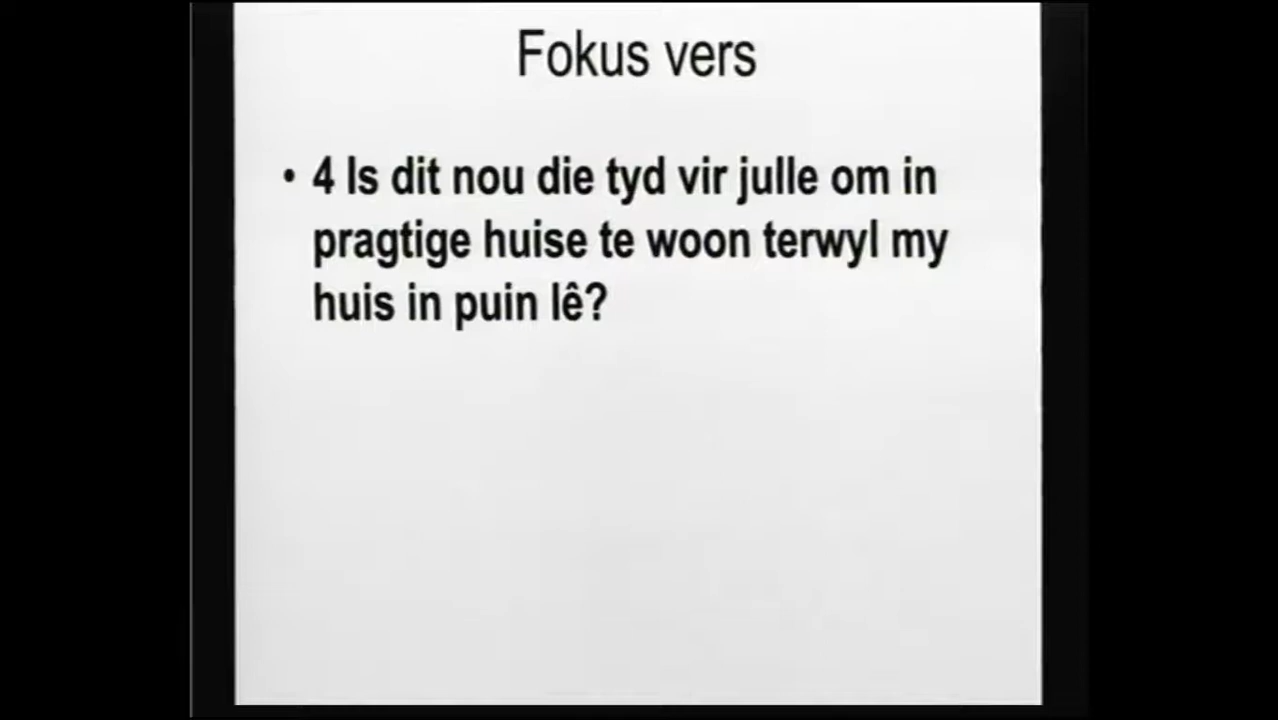 Fokus vers
• 4 Is dit nou die tyd vir julle om in
pragtige huise te woon terwyl my
huis in puin lê?